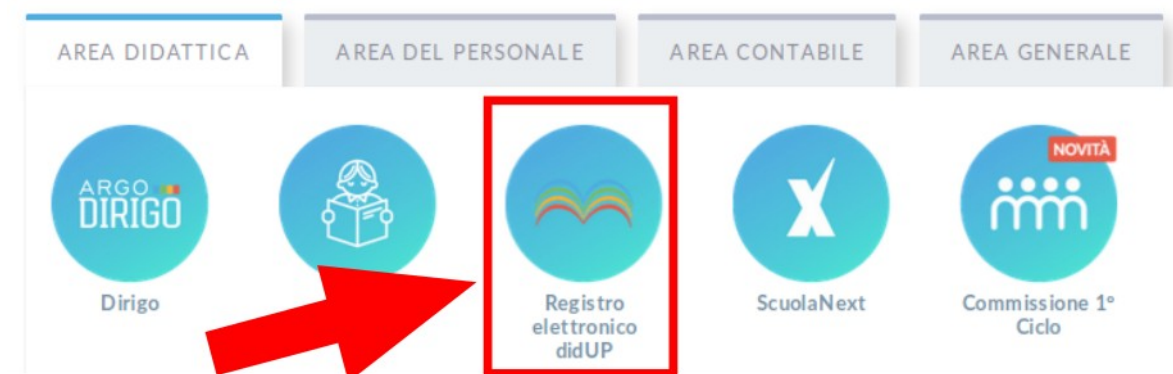 AREA DIDATTICA
AREA DEL PERSONALE
AREA CONTABILE
AREA GENERALE
ARGO
DIRIGO
NOVITÀ
Dirigo
Registro
elettronico
didUP
ScuolaNext
Commissione 1°
Ciclo